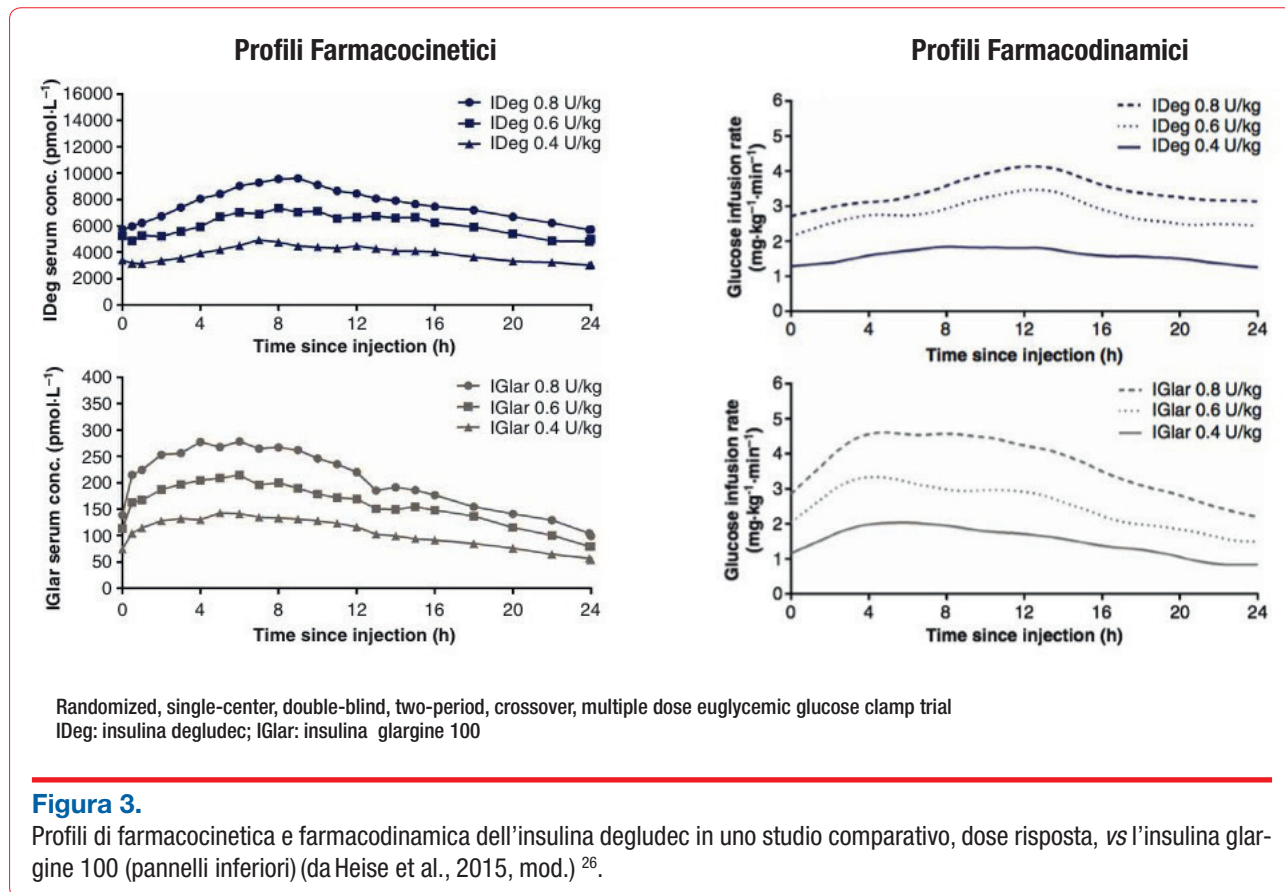 Profili Farmacocinetici
Profili Farmacodinamici
16000
14000
12000
10000
8000
6000
4000
2000
0
IDeg serum conc. (pmol·L⁻¹)
IDeg 0.8 U/kg
IDeg 0.6 U/kg
IDeg 0.4 U/kg
0 4 8 12 16 20 24
Time since injection (h)
6
5
4
3
2
1
0
Glucose infusion rate
(mg·kg⁻¹·min⁻¹)
IDeg 0.8 U/kg
IDeg 0.6 U/kg
IDeg 0.4 U/kg
0 4 8 12 16 20 24
Time since injection (h)
400
350
300
250
200
150
100
50
0
IGlar serum conc. (pmol·L⁻¹)
IGlar 0.8 U/kg
IGlar 0.6 U/kg
IGlar 0.4 U/kg
0 4 8 12 16 20 24
Time since injection (h)
6
5
4
3
2
1
0
Glucose infusion rate
(mg·kg⁻¹·min⁻¹)
IGlar 0.8 U/kg
IGlar 0.6 U/kg
IGlar 0.4 U/kg
0 4 8 12 16 20 24
Time since injection (h)
Randomized, single-center, double-blind, two-period, crossover, multiple dose euglycemic glucose clamp trial
IDeg: insulina degludec; IGlar: insulina glargine 100
Figura 3.
Profili di farmacocinetica e farmacodinamica dell'insulina degludec in uno studio comparativo, dose risposta, vs l'insulina glar-
gine 100 (pannelli inferiori) (da Heise et al., 2015, mod.) ²⁶.